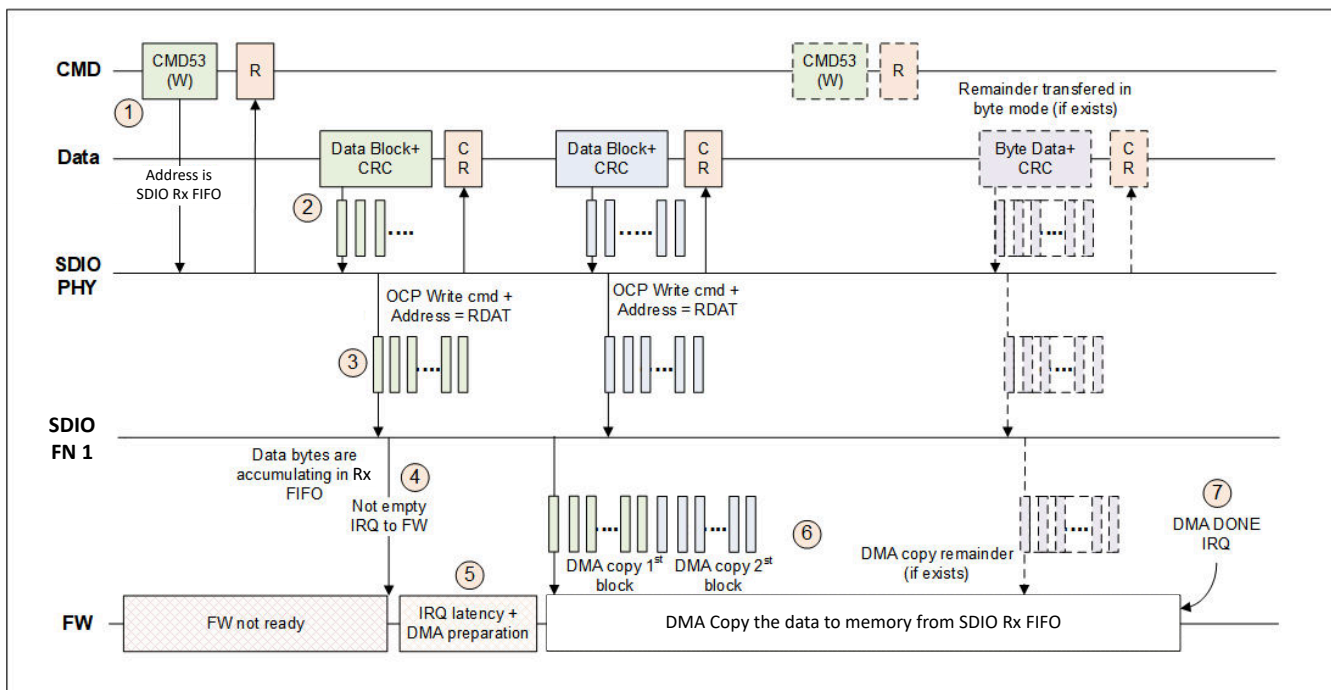 CMD
CMD53
(W)
R
CMD53
(W)
R
1
Remainder transfered in
byte mode (if exists)
Data
Data Block+
CRC
C
R
Data Block+
CRC
C
R
Byte Data+
CRC
C
R
Address is
SDIO Rx FIFO
2
.....
.....
...
SDIO
PHY
OCP Write cmd +
Address = RDAT
OCP Write cmd +
Address = RDAT
3
....
....
...
SDIO
FN 1
Data bytes are
accumulating in Rx
FIFO
4
Not empty
IRQ to FW
7
DMA DONE
IRQ
....
....
...
6
DMA copy 1st
block
DMA copy 2st
block
DMA copy remainder
(if exists)
5
FW
FW not ready
IRQ latency +
DMA preparation
DMA Copy the data to memory from SDIO Rx FIFO